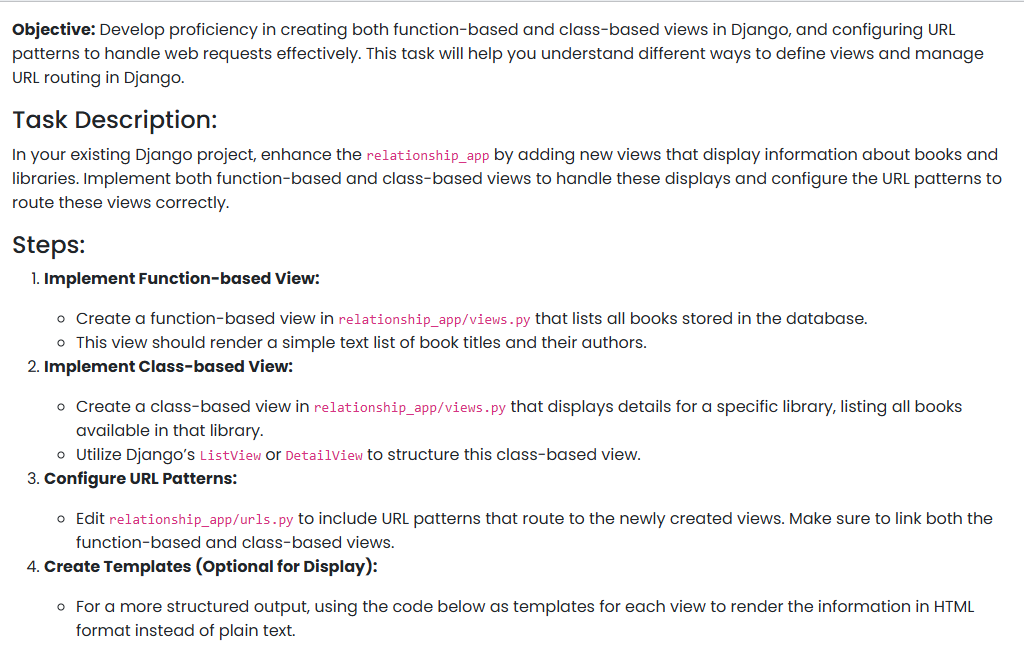 Objective: Develop proficiency in creating both function-based and class-based views in Django, and configuring URL
patterns to handle web requests effectively. This task will help you understand different ways to define views and manage
URL routing in Django.
Task Description:
In your existing Django project, enhance the relationship_app by adding new views that display information about books and
libraries. Implement both function-based and class-based views to handle these displays and configure the URL patterns to
route these views correctly.
Steps:
1. Implement Function-based View:
○ Create a function-based view in relationship_app/views.py that lists all books stored in the database.
○ This view should render a simple text list of book titles and their authors.
2. Implement Class-based View:
○ Create a class-based view in relationship_app/views.py that displays details for a specific library, listing all books
available in that library.
○ Utilize Django’s ListView or DetailView to structure this class-based view.
3. Configure URL Patterns:
○ Edit relationship_app/urls.py to include URL patterns that route to the newly created views. Make sure to link both the
function-based and class-based views.
4. Create Templates (Optional for Display):
○ For a more structured output, using the code below as templates for each view to render the information in HTML
format instead of plain text.